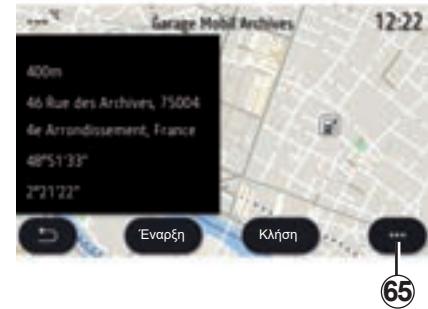 Garage Mobil Archives
12:22
400m
46 Rue des Archives, 75004
4e Arrondissement, France
48°51'33"
2°21'22"
Έναρξη
Κλήση
65